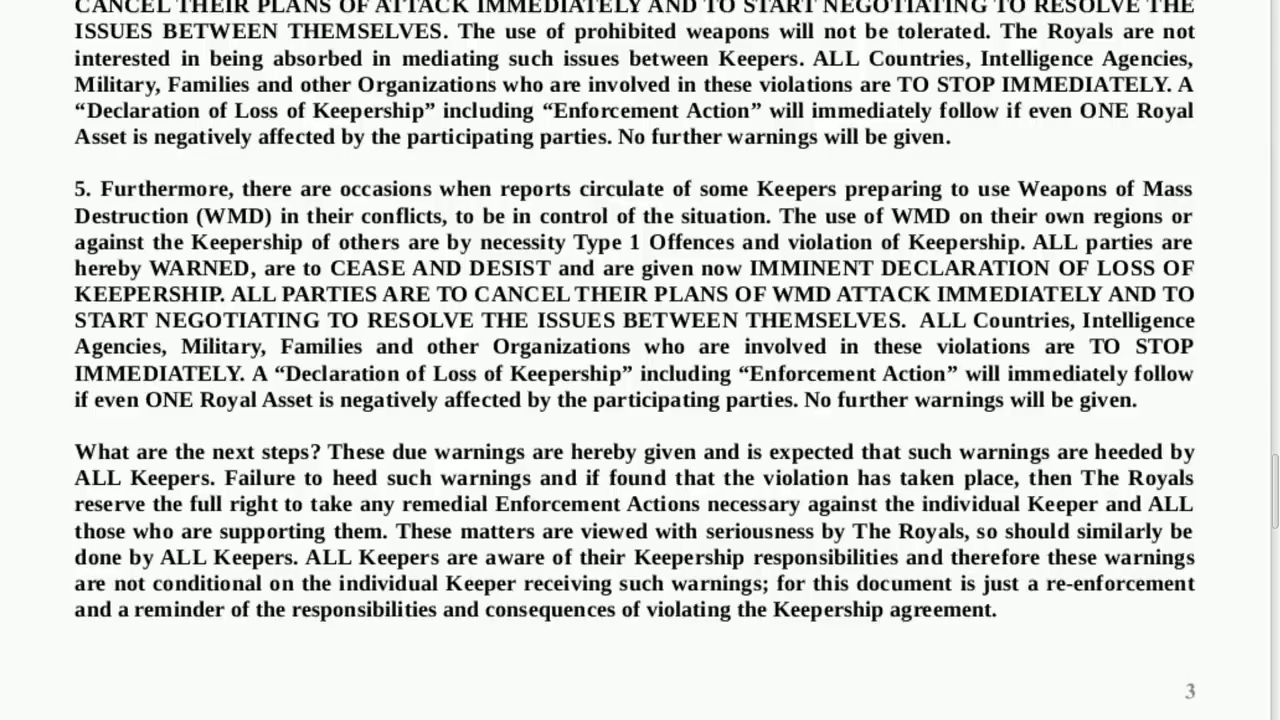 CANCEL THEIR PLANS OF ATTACK IMMEDIATELY AND TO START NEGOTIATING TO RESOLVE THE
ISSUES BETWEEN THEMSELVES. The use of prohibited weapons will not be tolerated. The Royals are not
interested in being absorbed in mediating such issues between Keepers. ALL Countries, Intelligence Agencies,
Military, Families and other Organizations who are involved in these violations are TO STOP IMMEDIATELY. A
“Declaration of Loss of Keepership” including “Enforcement Action” will immediately follow if even ONE Royal
Asset is negatively affected by the participating parties. No further warnings will be given.
5. Furthermore, there are occasions when reports circulate of some Keepers preparing to use Weapons of Mass
Destruction (WMD) in their conflicts, to be in control of the situation. The use of WMD on their own regions or
against the Keepership of others are by necessity Type 1 Offences and violation of Keepership. ALL parties are
hereby WARNED, are to CEASE AND DESIST and are given now IMMINENT DECLARATION OF LOSS OF
KEEPERSHIP. ALL PARTIES ARE TO CANCEL THEIR PLANS OF WMD ATTACK IMMEDIATELY AND TO
START NEGOTIATING TO RESOLVE THE ISSUES BETWEEN THEMSELVES. ALL Countries, Intelligence
Agencies, Military, Families and other Organizations who are involved in these violations are TO STOP
IMMEDIATELY. A “Declaration of Loss of Keepership” including “Enforcement Action” will immediately follow
if even ONE Royal Asset is negatively affected by the participating parties. No further warnings will be given.
What are the next steps? These due warnings are hereby given and is expected that such warnings are heeded by
ALL Keepers. Failure to heed such warnings and if found that the violation has taken place, then The Royals
reserve the full right to take any remedial Enforcement Actions necessary against the individual Keeper and ALL
those who are supporting them. These matters are viewed with seriousness by The Royals, so should similarly be
done by ALL Keepers. ALL Keepers are aware of their Keepership responsibilities and therefore these warnings
are not conditional on the individual Keeper receiving such warnings; for this document is just a re-enforcement
and a reminder of the responsibilities and consequences of violating the Keepership agreement.
3